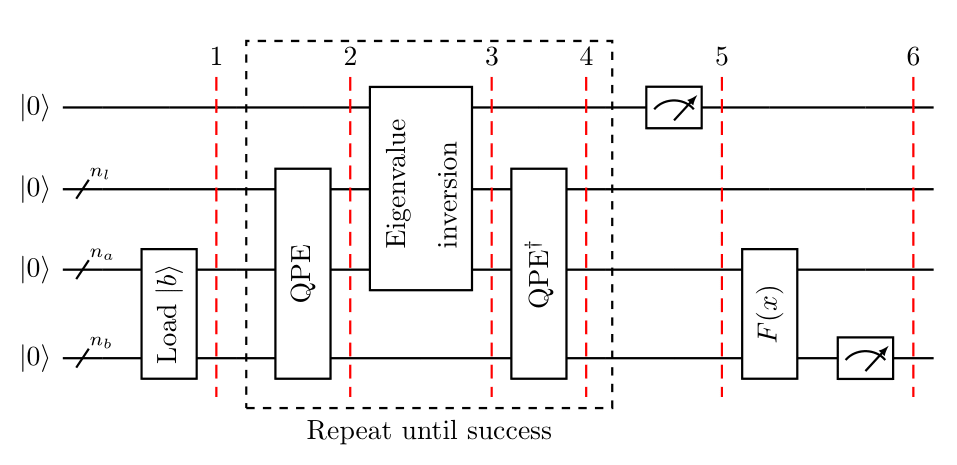 1 2 3 4 5 6
|0⟩
|0⟩ n_l
|0⟩ n_a
|0⟩ n_b
Load |b⟩
QPE
Eigenvalue
inversion
QPE†
F(x)
Repeat until success